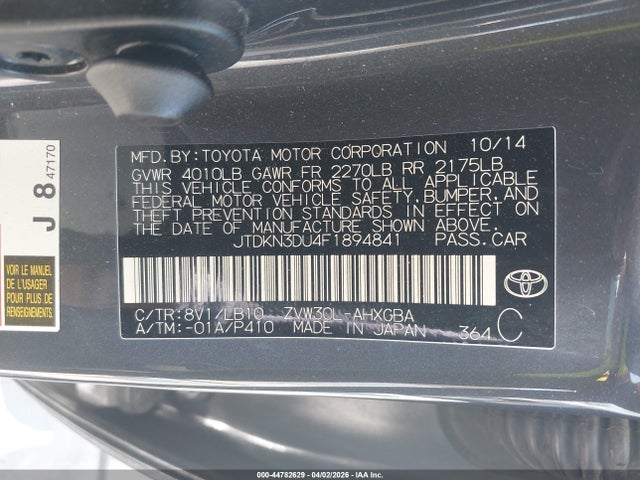 MFD.BY:TOYOTA MOTOR CORPORATION 10/14
GVWR 4010LB GAWR FR 2270LB RR 2175LB
THIS VEHICLE CONFORMS TO ALL APPLICABLE
FEDERAL MOTOR VEHICLE SAFETY,BUMPER,AND
THEFT PREVENTION STANDARDS IN EFFECT ON
THE DATE OF MANUFACTURE SHOWN ABOVE.
JTDKN3DU4F1894841 PASS.CAR
C/TR:8V1/LB10 ZVW30L-AHXGBA
A/TM:-01A/P410 MADE IN JAPAN 364 C
TOYOTA
J 8 47170
VER LE MANUEL
POUR PLUS DE
RENSEIGNEMENTS
000-44782629 - 04/02/2026 - IAA Inc.